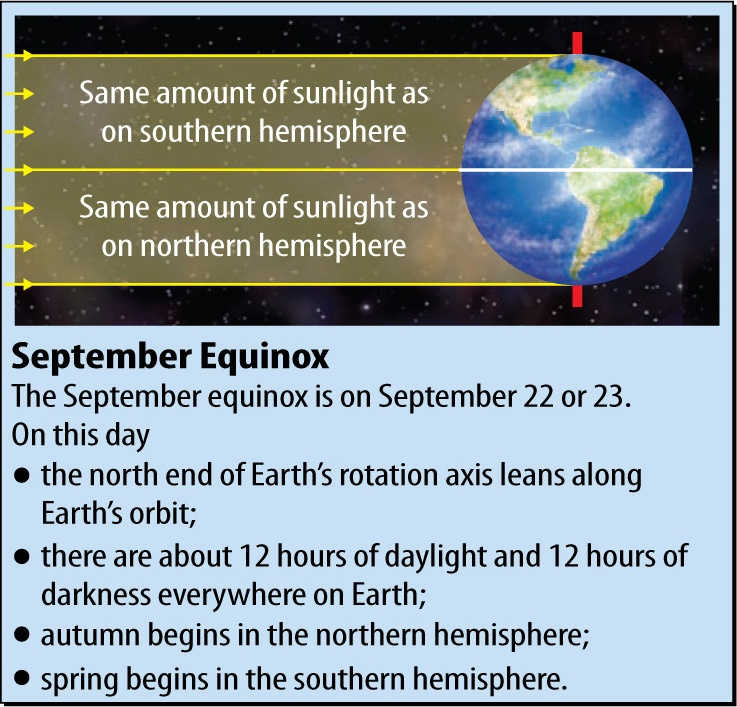 Same amount of sunlight as
on southern hemisphere
Same amount of sunlight as
on northern hemisphere
September Equinox
The September equinox is on September 22 or 23.
On this day
● the north end of Earth’s rotation axis leans along
Earth’s orbit;
● there are about 12 hours of daylight and 12 hours of
darkness everywhere on Earth;
● autumn begins in the northern hemisphere;
● spring begins in the southern hemisphere.